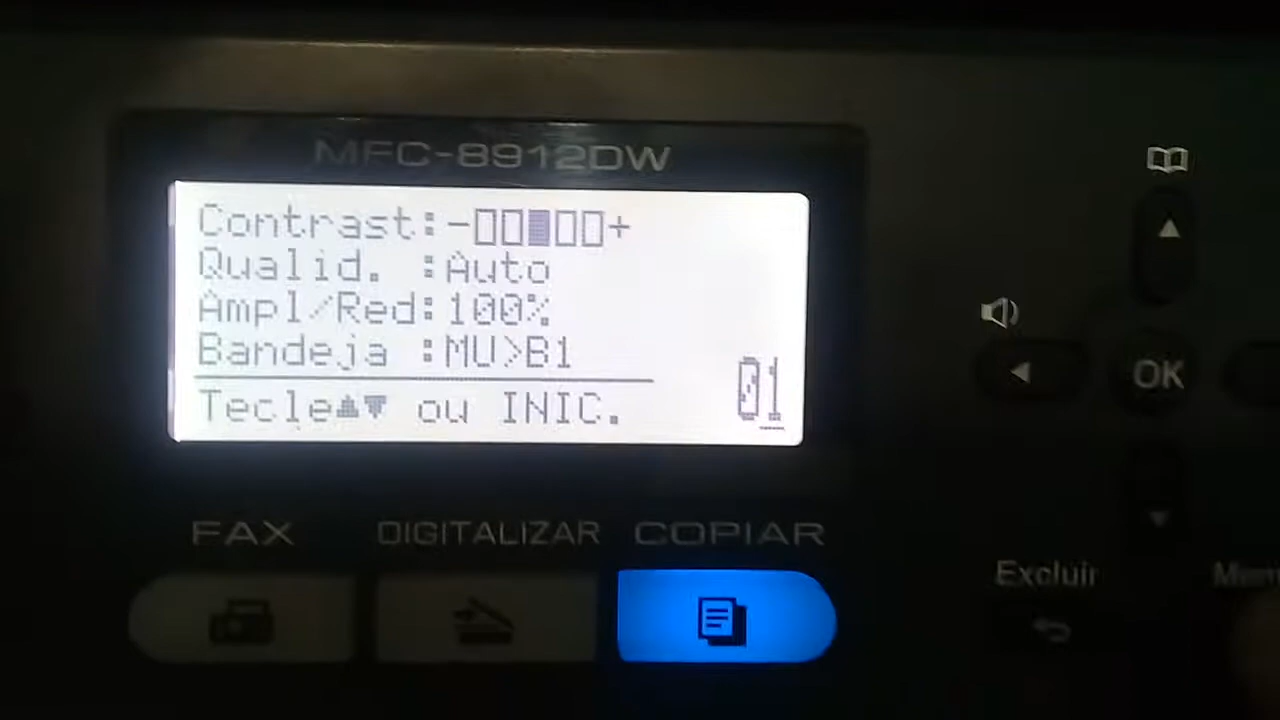 MFC-8912DW
Contrast:-▯▯▮▯▯+
Qualid. :Auto
Ampl/Red:100%
Bandeja :MU>B1
Tecle▲▼ ou INIC.
01
OK
FAX
DIGITALIZAR
COPIAR
Excluir